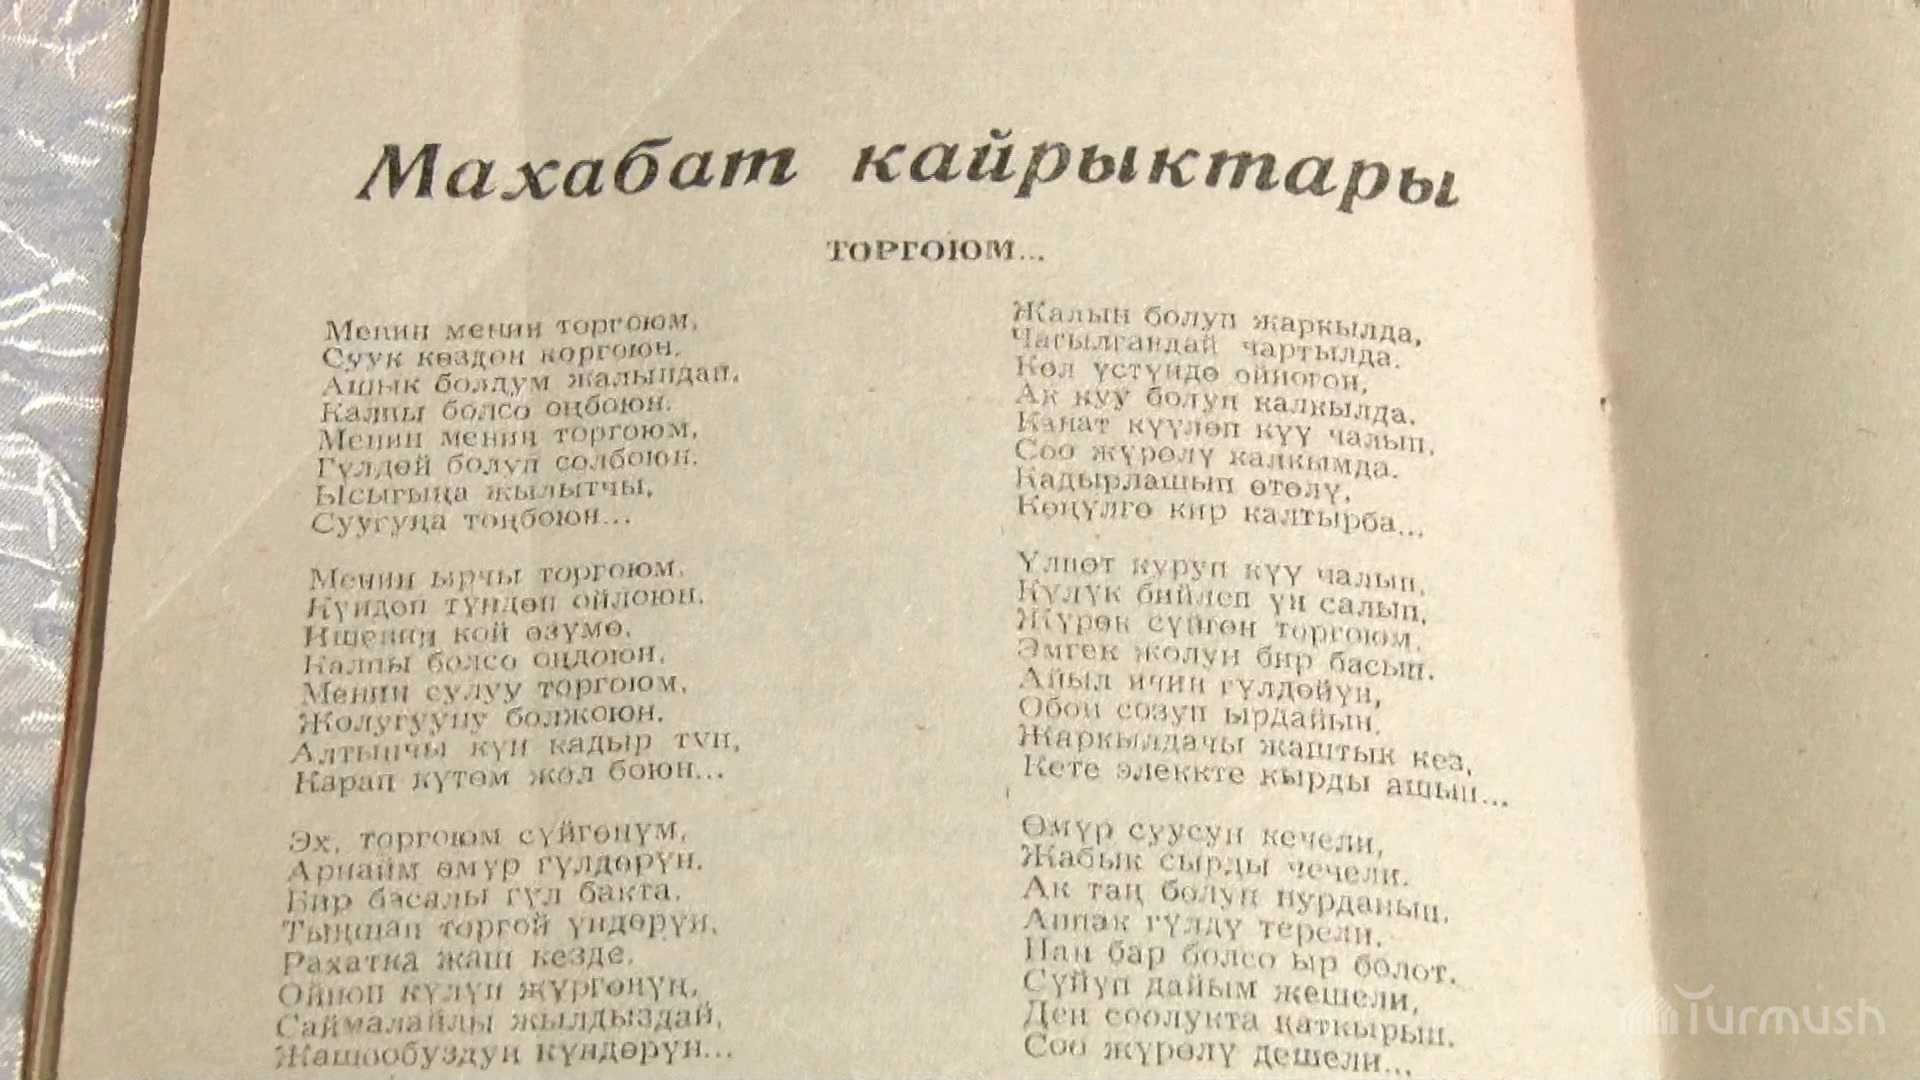 Махабат кайрыктары
ТОРГОЮМ...
Менин менин торгоюм,
Суук көздөн коргоюн.
Ашык болдум жалындай,
Калпы болсо оңбоюн.
Менин менин торгоюм,
Гүлдөй болуп солбоюн.
Ысыгыңа жылытчы,
Суугуңа тоңбоюн...
Менин ырчы торгоюм,
Күндөп түндөп ойлоюн.
Ишенип кой өзүмө,
Калпы болсо оңдоюн.
Менин сулуу торгоюм,
Жолугууну болжоюн.
Алтынчы күн кадыр түн,
Карап күтөм жол боюн...
Эх, торгоюм сүйгөнүм,
Арнайм өмүр гүлдөрүн.
Бир басалы гүл бакта,
Тыңшап торгой үндөрүн.
Рахатка жаш кезде,
Ойноп күлүп жүргөнүң,
Саймалайлы жылдыздай,
Жашообуздун күндөрүн...
Жалын болуп жаркылда,
Чагылгандай чартылда.
Көл үстүндө ойногон,
Ак куу болуп калкылда.
Канат күүлөп күү чалып,
Соо жүрөлү калкымда.
Кадырлашып өтөлү,
Көңүлгө кир калтырба...
Үлпөт куруп күү чалып,
Күлүк бийлеп үн салып,
Жүрөк сүйгөн торгоюм,
Эмгек жолун бир басып.
Айыл ичин гүлдөйүн,
Обон созуп ырдайын.
Жаркылдачы жаштык кез,
Кете электе кырды ашып...
Өмүр суусун кечели,
Жабык сырды чечели.
Ак таң болуп нурданып,
Аппак гүлдү терели.
Нан бар болсо ыр болот,
Сүйүп дайым жешели,
Ден соолукта каткырып,
Соо жүрөлү дешели...
Turmush